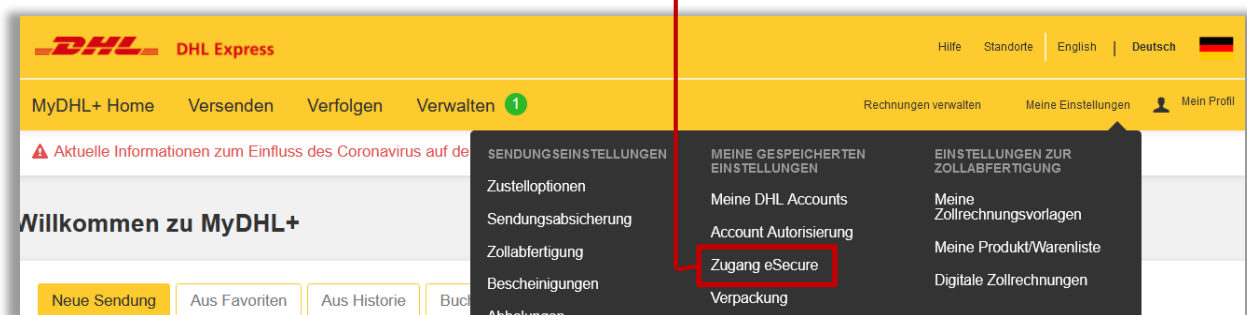 DHL DHL Express
Hilfe Standorte English | Deutsch
MyDHL+ Home Versenden Verfolgen Verwalten 1
Rechnungen verwalten Meine Einstellungen Mein Profil
Aktuelle Informationen zum Einfluss des Coronavirus auf de
Willkommen zu MyDHL+
Neue Sendung Aus Favoriten Aus Historie Buch
SENDUNGSEINSTELLUNGEN
Zustelloptionen
Sendungsabsicherung
Zollabfertigung
Bescheinigungen
Abholungen
MEINE GESPEICHERTEN
EINSTELLUNGEN
Meine DHL Accounts
Account Autorisierung
Zugang eSecure
Verpackung
EINSTELLUNGEN ZUR
ZOLLABFERTIGUNG
Meine
Zollrechnungsvorlagen
Meine Produkt/Warenliste
Digitale Zollrechnungen